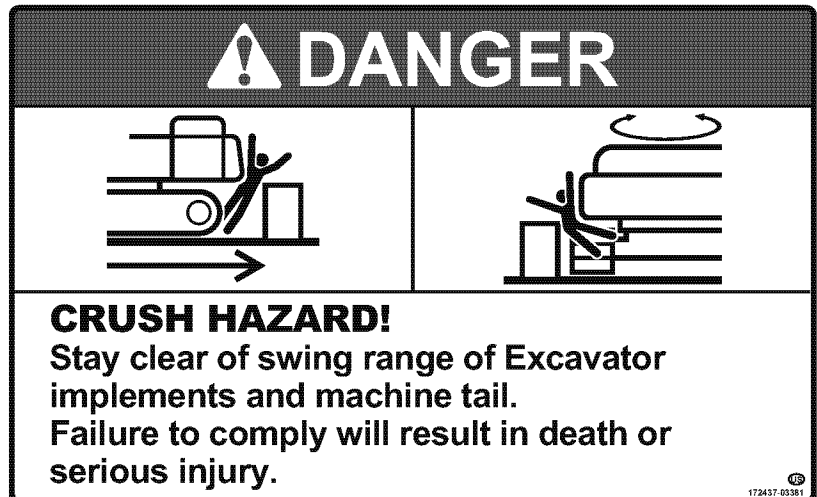 DANGER
CRUSH HAZARD!
Stay clear of swing range of Excavator
implements and machine tail.
Failure to comply will result in death or
serious injury.
US
172437-03381